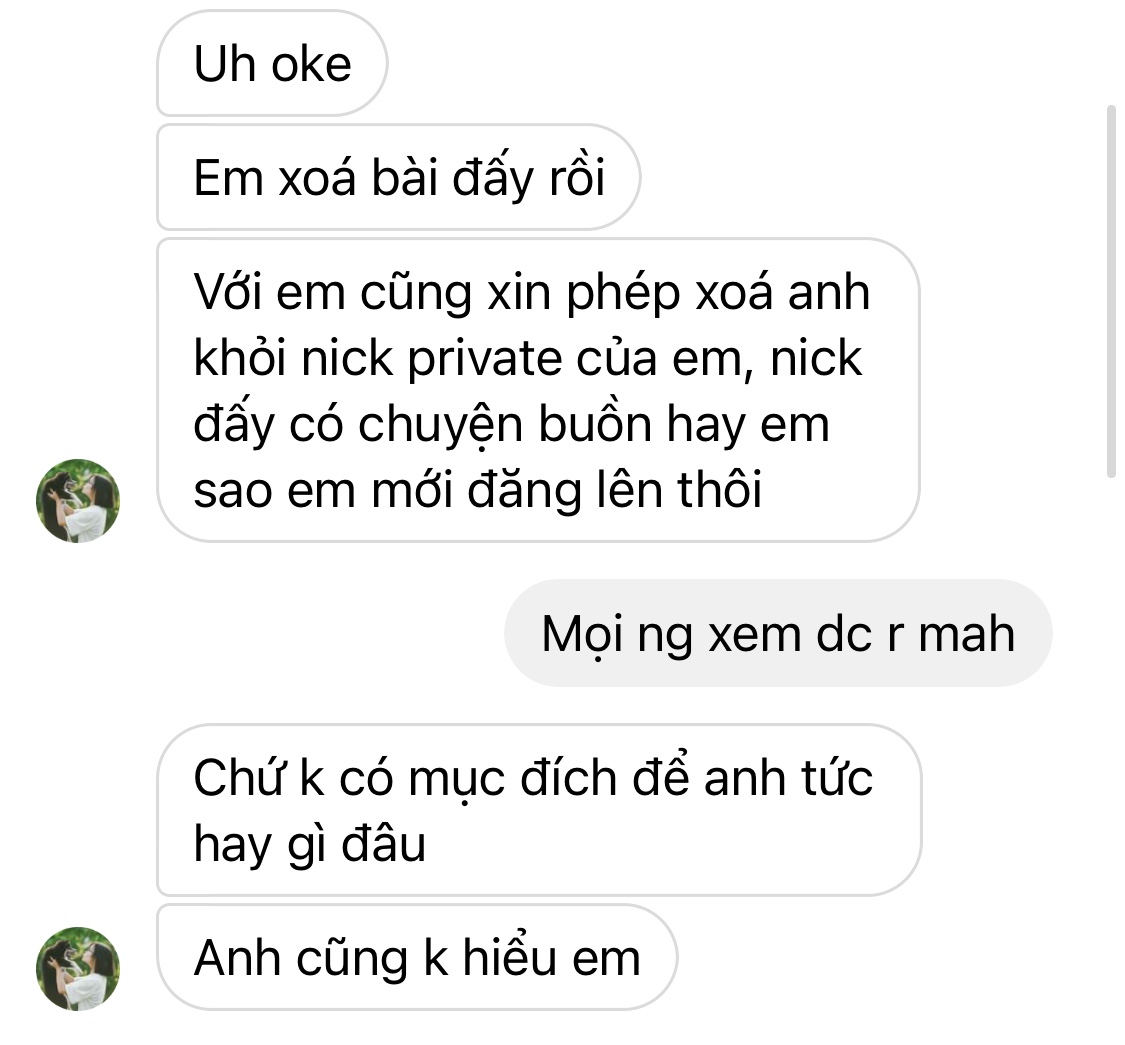 Uh oke
Em xoá bài đấy rồi
Với em cũng xin phép xoá anh
khỏi nick private của em, nick
đấy có chuyện buồn hay em
sao em mới đăng lên thôi
Mọi ng xem dc r mah
Chứ k có mục đích để anh tức
hay gì đâu
Anh cũng k hiểu em